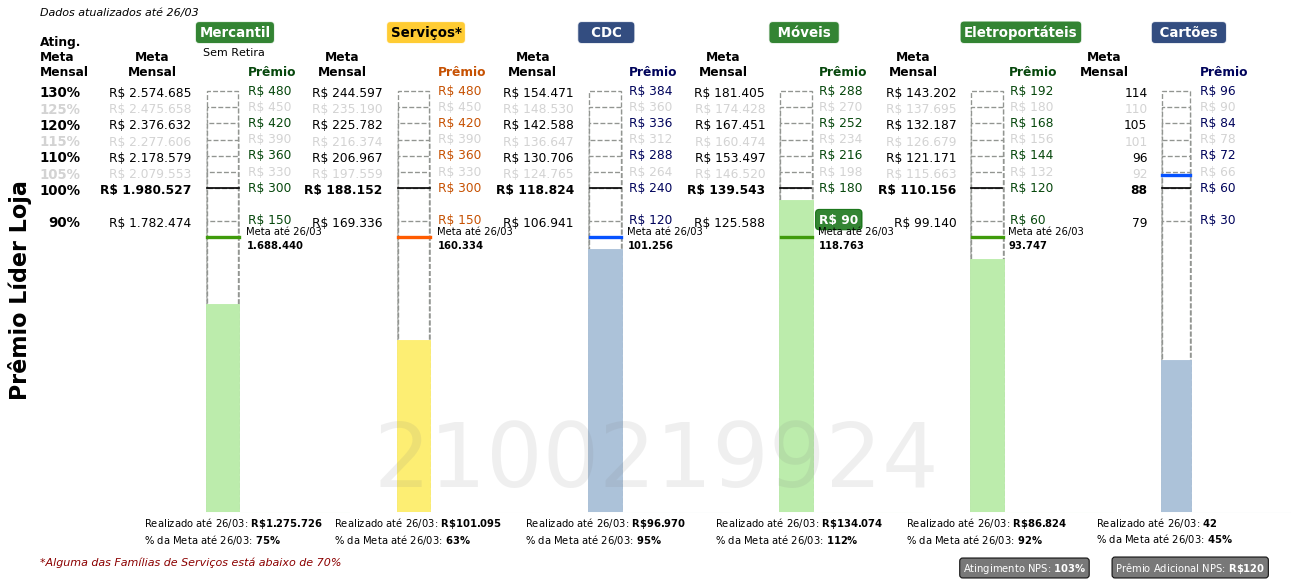 Dados atualizados até 26/03
Mercantil Serviços* CDC Móveis Eletroportáteis Cartões
Sem Retira
Ating. Meta Mensal Meta Mensal Prêmio Meta Mensal Prêmio Meta Mensal Prêmio Meta Mensal Prêmio Meta Mensal Prêmio Meta Mensal Prêmio
130% R$ 2.574.685 R$ 480 R$ 244.597 R$ 480 R$ 154.471 R$ 384 R$ 181.405 R$ 288 R$ 143.202 R$ 192 114 R$ 96
125% R$ 2.475.658 R$ 450 R$ 235.190 R$ 450 R$ 148.530 R$ 360 R$ 174.428 R$ 270 R$ 137.695 R$ 180 110 R$ 90
120% R$ 2.376.632 R$ 420 R$ 225.782 R$ 420 R$ 142.588 R$ 336 R$ 167.451 R$ 252 R$ 132.187 R$ 168 105 R$ 84
115% R$ 2.277.606 R$ 390 R$ 216.374 R$ 390 R$ 136.647 R$ 312 R$ 160.474 R$ 234 R$ 126.679 R$ 156 101 R$ 78
110% R$ 2.178.579 R$ 360 R$ 206.967 R$ 360 R$ 130.706 R$ 288 R$ 153.497 R$ 216 R$ 121.171 R$ 144 96 R$ 72
105% R$ 2.079.553 R$ 330 R$ 197.559 R$ 330 R$ 124.765 R$ 264 R$ 146.520 R$ 198 R$ 115.663 R$ 132 92 R$ 66
100% R$ 1.980.527 R$ 300 R$ 188.152 R$ 300 R$ 118.824 R$ 240 R$ 139.543 R$ 180 R$ 110.156 R$ 120 88 R$ 60
90% R$ 1.782.474 R$ 150 R$ 169.336 R$ 150 R$ 106.941 R$ 120 R$ 125.588 R$ 90 R$ 99.140 R$ 60 79 R$ 30
Meta até 26/03 Meta até 26/03 Meta até 26/03 Meta até 26/03 Meta até 26/03
1.688.440 160.334 101.256 118.763 93.747
Prêmio Líder Loja
2100219924
Realizado até 26/03: R$1.275.726 Realizado até 26/03: R$101.095 Realizado até 26/03: R$96.970 Realizado até 26/03: R$134.074 Realizado até 26/03: R$86.824 Realizado até 26/03: 42
% da Meta até 26/03: 75% % da Meta até 26/03: 63% % da Meta até 26/03: 95% % da Meta até 26/03: 112% % da Meta até 26/03: 92% % da Meta até 26/03: 45%
*Alguma das Famílias de Serviços está abaixo de 70%
Atingimento NPS: 103% Prêmio Adicional NPS: R$120